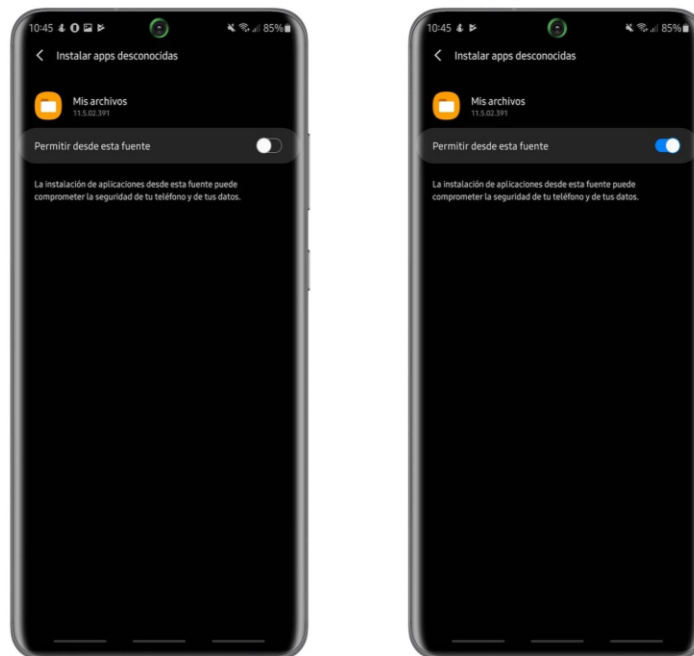 10:45 85%
Instalar apps desconocidas
Mis archivos
11.5.02.391
Permitir desde esta fuente
La instalación de aplicaciones desde esta fuente puede
comprometer la seguridad de tu teléfono y de tus datos.
10:45 85%
Instalar apps desconocidas
Mis archivos
11.5.02.391
Permitir desde esta fuente
La instalación de aplicaciones desde esta fuente puede
comprometer la seguridad de tu teléfono y de tus datos.